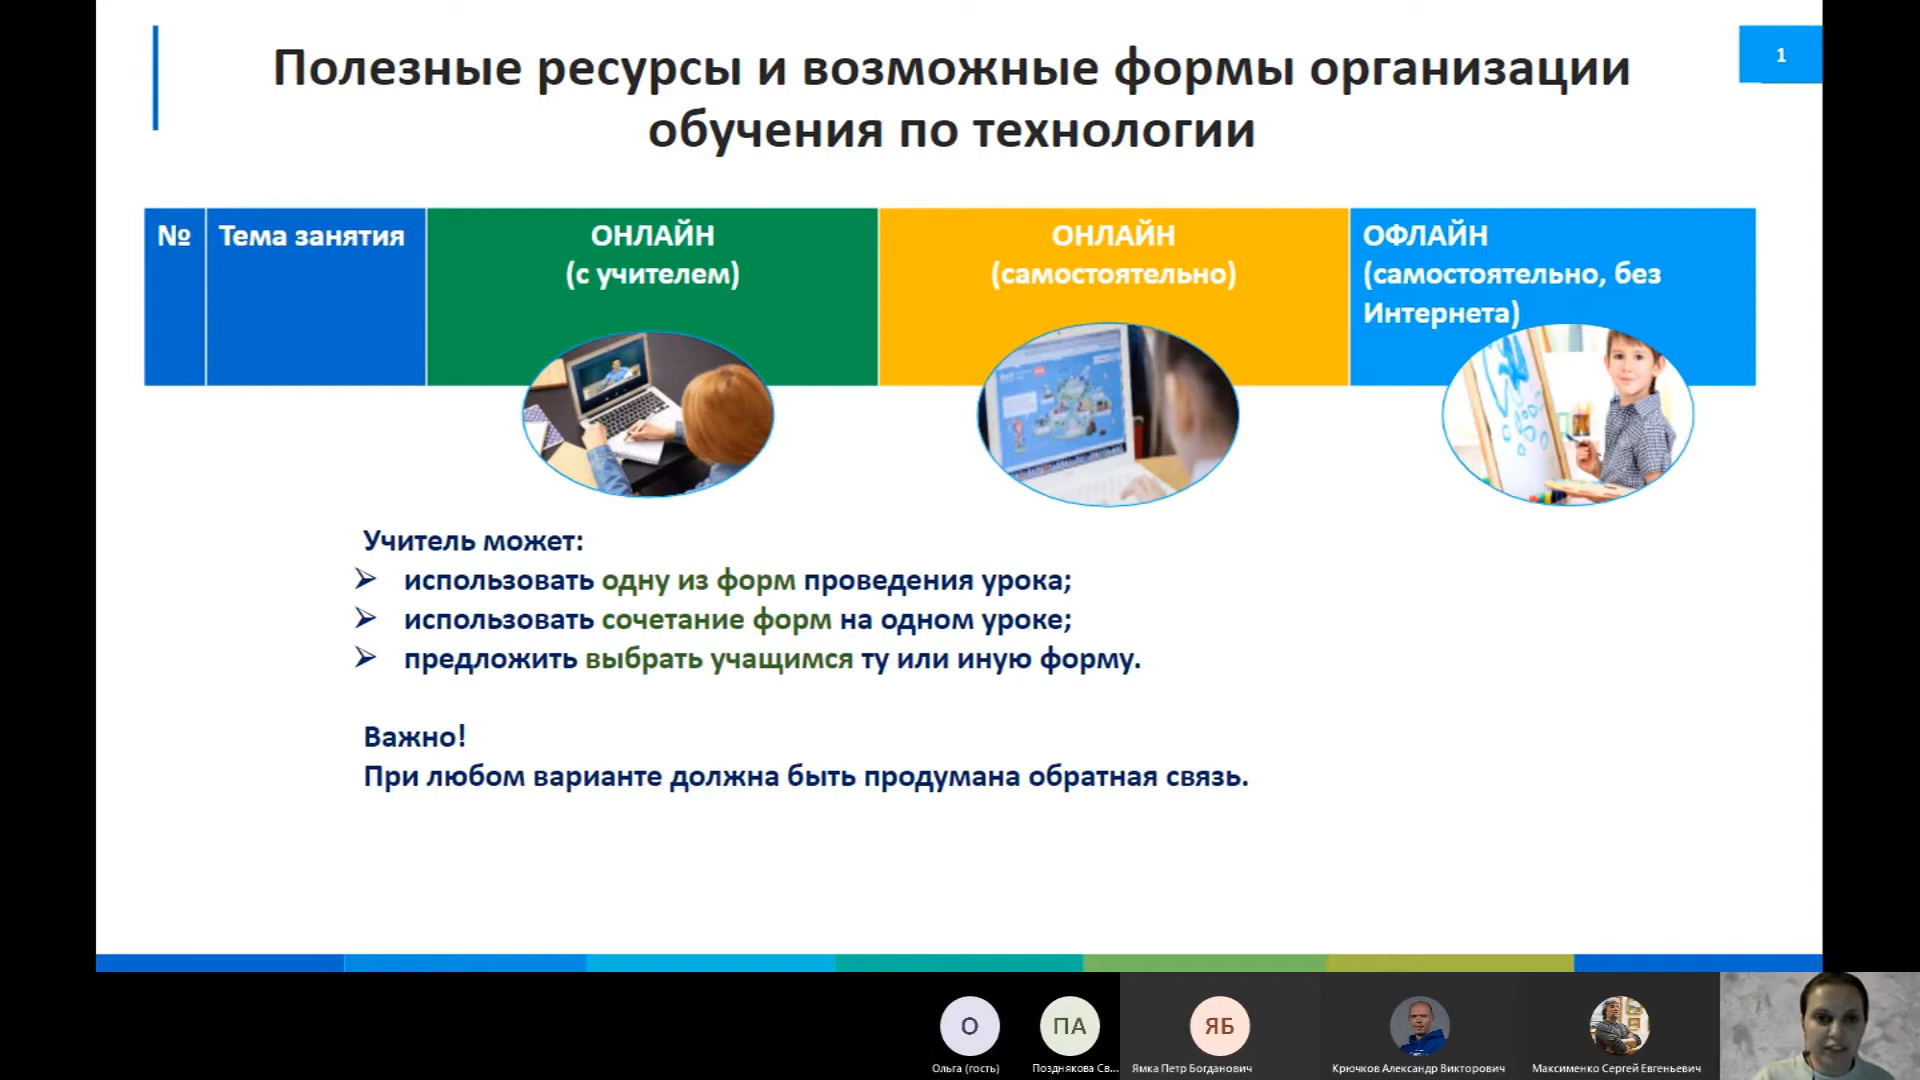 Полезные ресурсы и возможные формы организации
обучения по технологии
1
№
Тема занятия
ОНЛАЙН
(с учителем)
ОНЛАЙН
(самостоятельно)
ОФЛАЙН
(самостоятельно, без
Интернета)
Учитель может:
использовать одну из форм проведения урока;
использовать сочетание форм на одном уроке;
предложить выбрать учащимся ту или иную форму.
Важно!
При любом варианте должна быть продумана обратная связь.
О
ПА
ЯБ
Ольга (гость)
Позднякова Св...
Ямка Петр Богданович
Крючков Александр Викторович
Максименко Сергей Евгеньевич